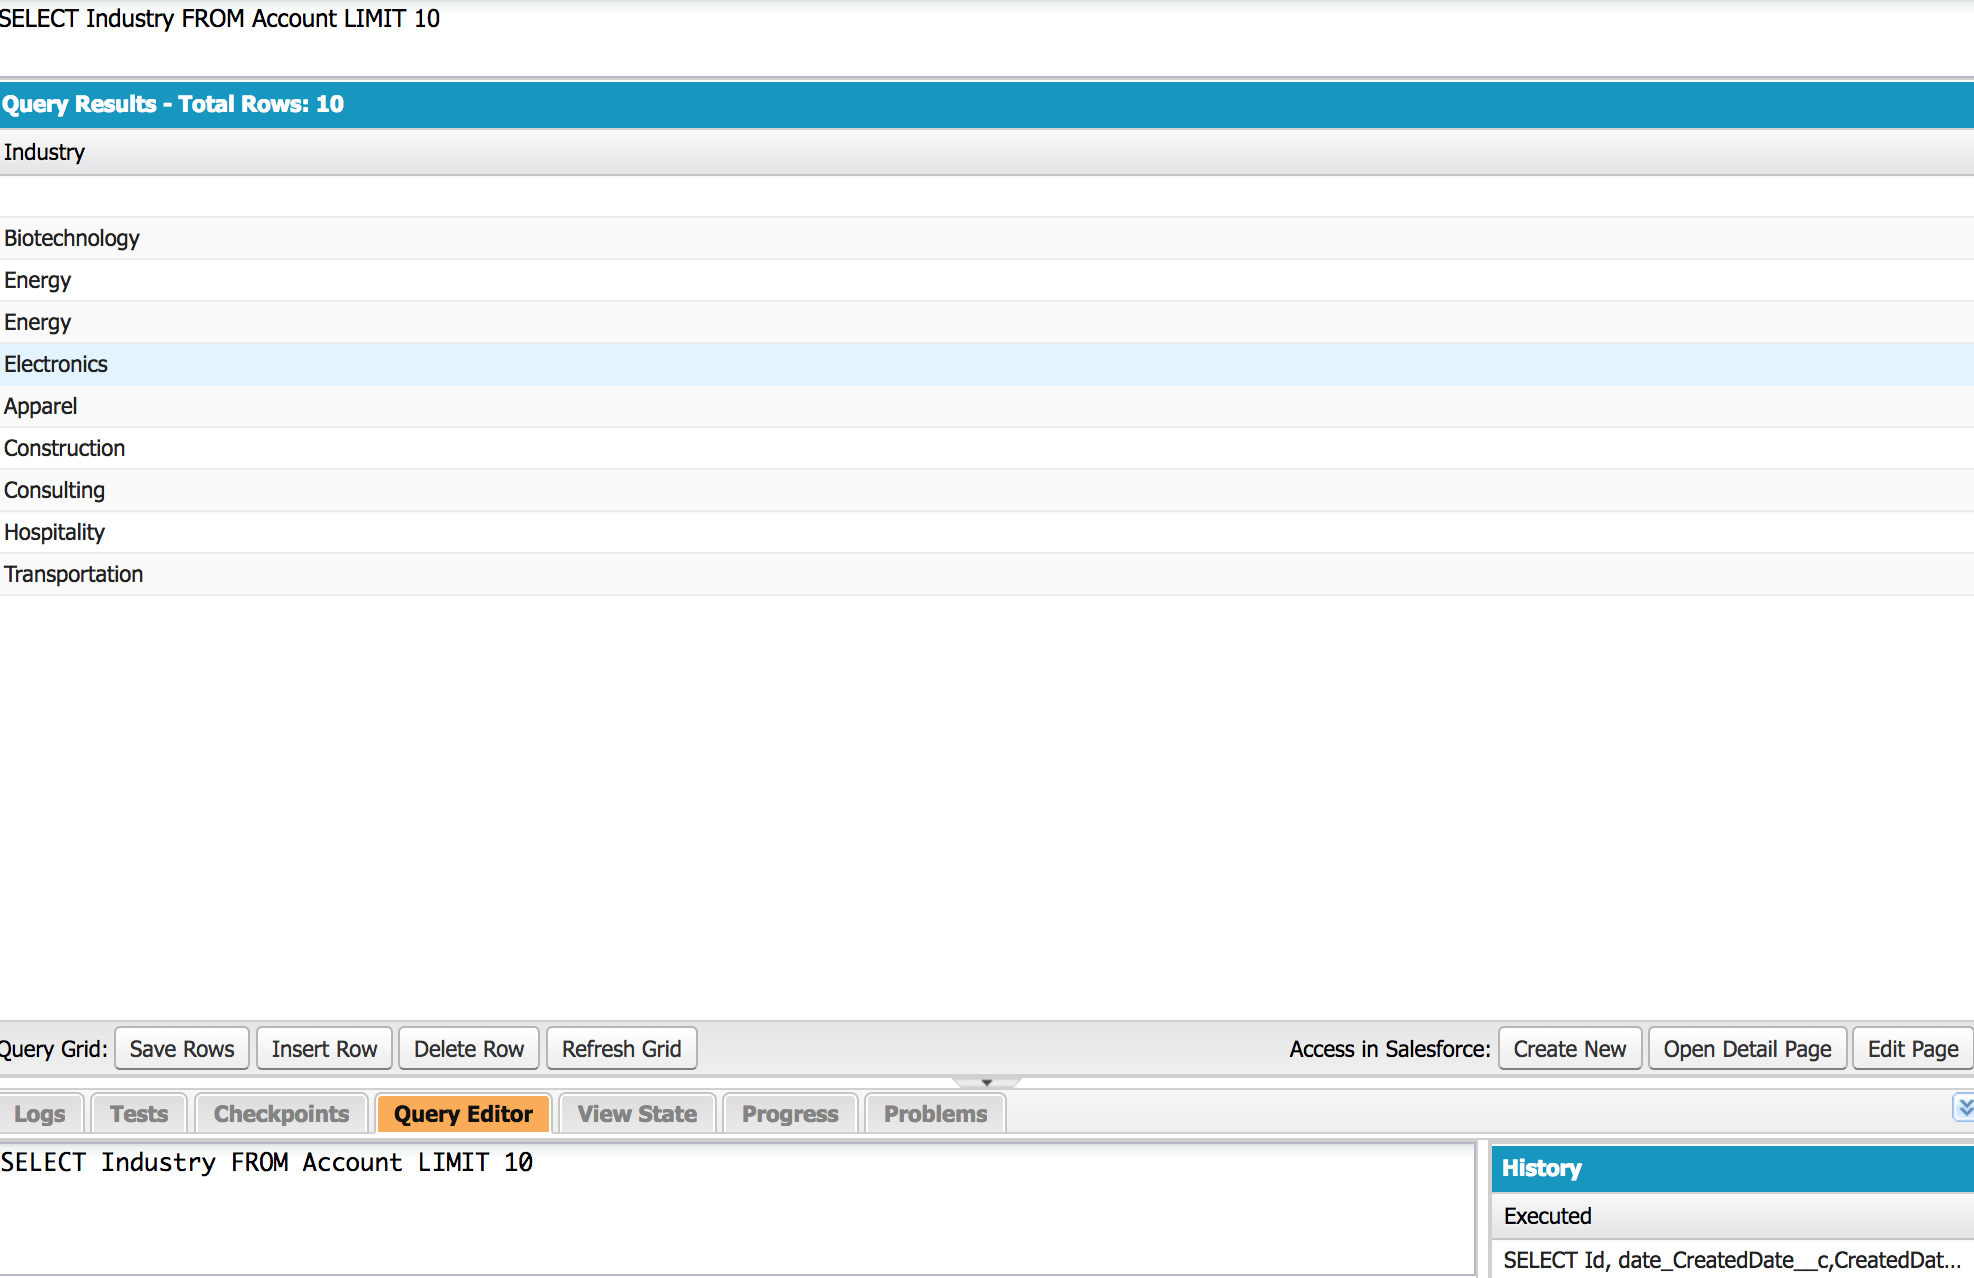 SELECT Industry FROM Account LIMIT 10
Query Results - Total Rows: 10
Industry
Biotechnology
Energy
Energy
Electronics
Apparel
Construction
Consulting
Hospitality
Transportation
Query Grid: Save Rows Insert Row Delete Row Refresh Grid Access in Salesforce: Create New Open Detail Page Edit Page
Logs Tests Checkpoints Query Editor View State Progress Problems
SELECT Industry FROM Account LIMIT 10
History
Executed
SELECT Id, date_CreatedDate__c,CreatedDat...